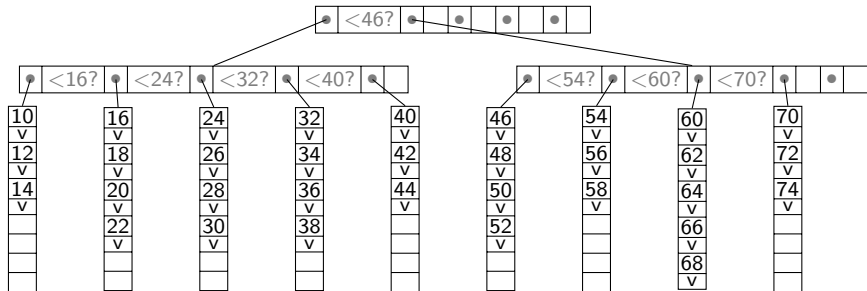 <46?
<16? <24? <32? <40? <54? <60? <70?
10 16 24 32 40 46 54 60 70
v v v v v v v v v
12 18 26 34 42 48 56 62 72
v v v v v v v v v
14 20 28 36 44 50 58 64 74
v v v v v v v v v
22 30 38 52 66
v v v v v
68
v